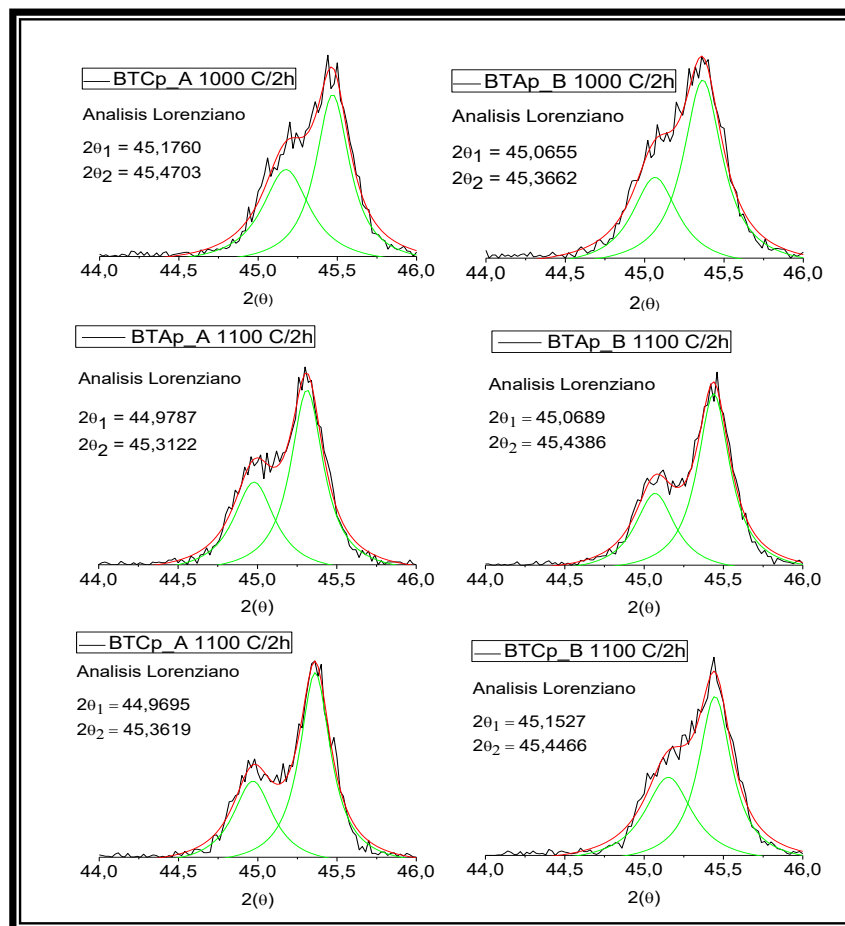 BTCp_A 1000 C/2h
Analisis Lorenziano
2θ1 = 45,1760
2θ2 = 45,4703
44,0 44,5 45,0 45,5 46,0
2(θ)
BTAp_B 1000 C/2h
Analisis Lorenziano
2θ1 = 45,0655
2θ2 = 45,3662
44,0 44,5 45,0 45,5 46,0
2(θ)
BTAp_A 1100 C/2h
Analisis Lorenziano
2θ1 = 44,9787
2θ2 = 45,3122
44,0 44,5 45,0 45,5 46,0
2(θ)
BTAp_B 1100 C/2h
Analisis Lorenziano
2θ1 = 45,0689
2θ2 = 45,4386
44,0 44,5 45,0 45,5 46,0
2(θ)
BTCp_A 1100 C/2h
Analisis Lorenziano
2θ1 = 44,9695
2θ2 = 45,3619
44,0 44,5 45,0 45,5 46,0
2(θ)
BTCp_B 1100 C/2h
Analisis Lorenziano
2θ1 = 45,1527
2θ2 = 45,4466
44,0 44,5 45,0 45,5 46,0
2(θ)